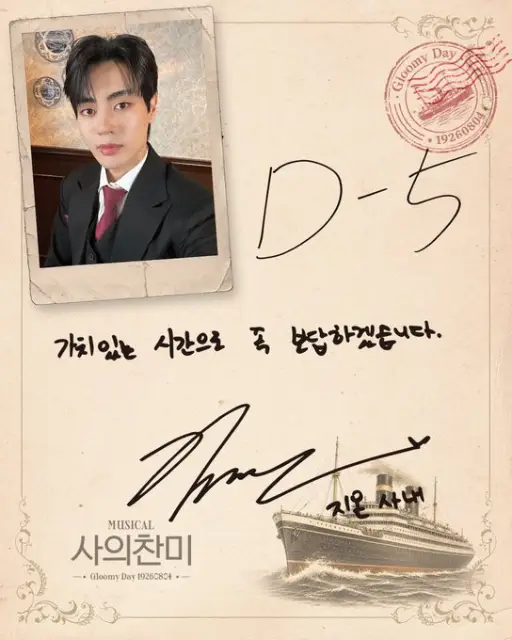 · Gloomy Day ·
· 19260804 ·
D-5
가치있는 시간으로 꼭 보답하겠습니다.
지온 사내
MUSICAL
사의찬미
Gloomy Day 19260804